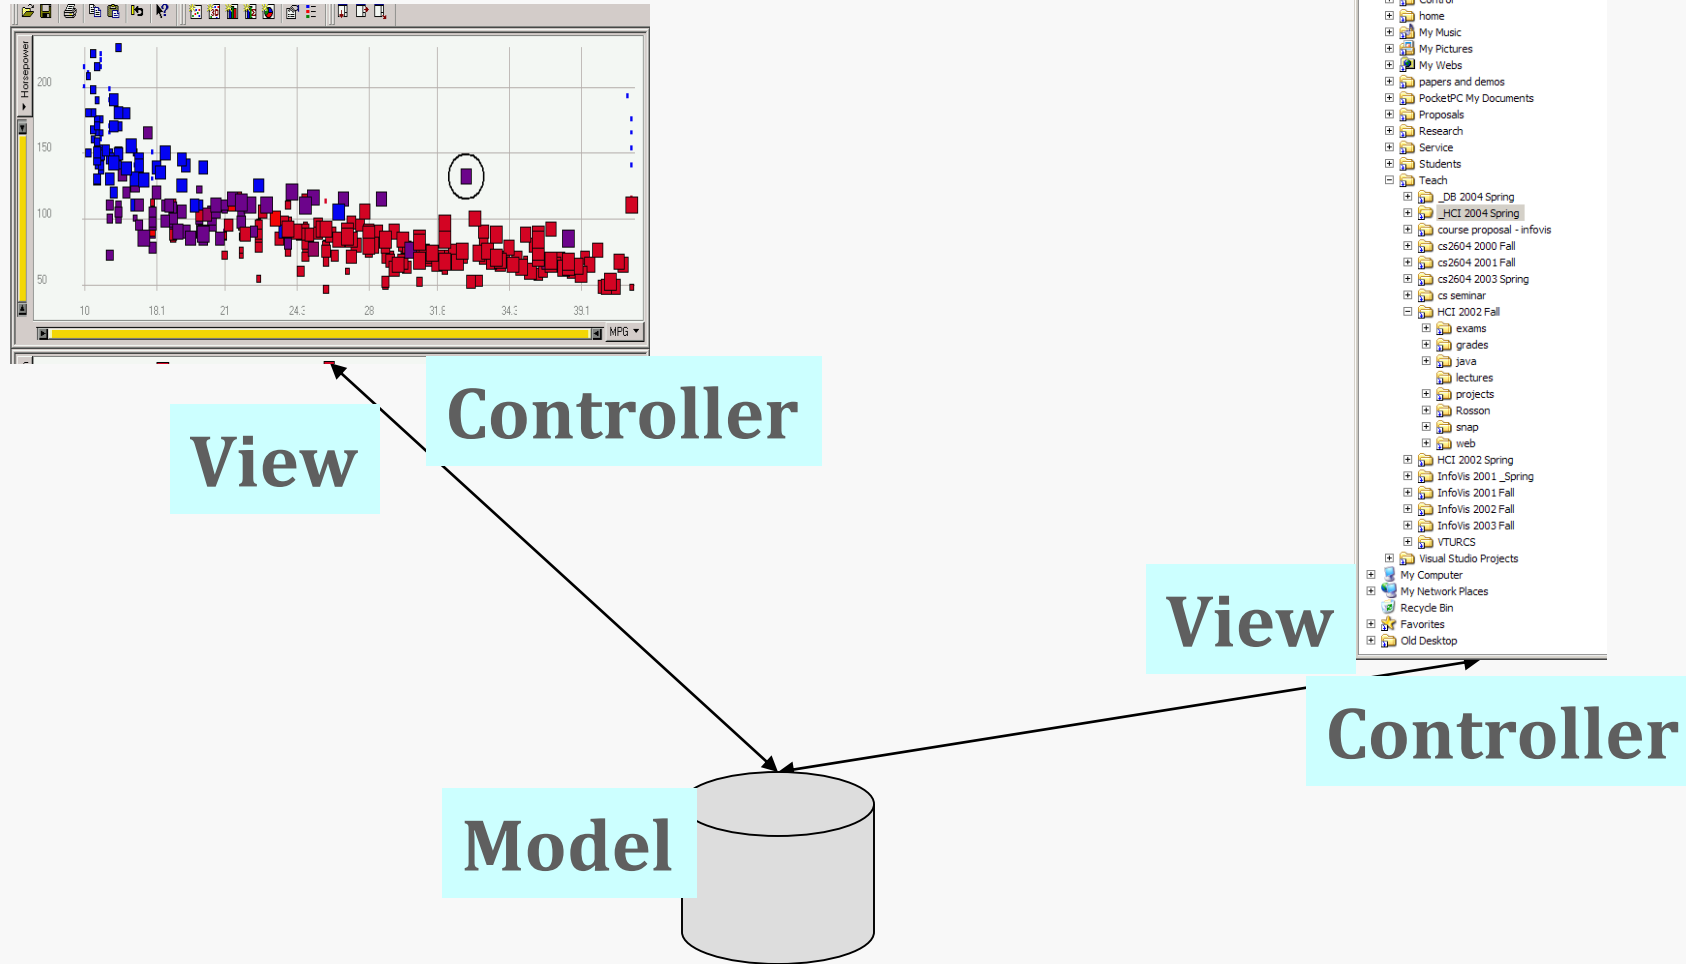 Horsepower
200
150
100
50
10 18.1 21 24.3 28 31.6 34.3 39.1
MPG
View
Controller
Model
Control
home
My Music
My Pictures
My Webs
papers and demos
PocketPC My Documents
Proposals
Research
Service
Students
Teach
_DB 2004 Spring
_HCI 2004 Spring
course proposal - infovis
cs2604 2000 Fall
cs2604 2001 Fall
cs2604 2003 Spring
cs seminar
HCI 2002 Fall
exams
grades
java
lectures
projects
Rosson
snap
web
HCI 2002 Spring
InfoVis 2001 _Spring
InfoVis 2001 Fall
InfoVis 2002 Fall
InfoVis 2003 Fall
VTURCS
Visual Studio Projects
My Computer
My Network Places
Recycle Bin
Favorites
Old Desktop
View
Controller